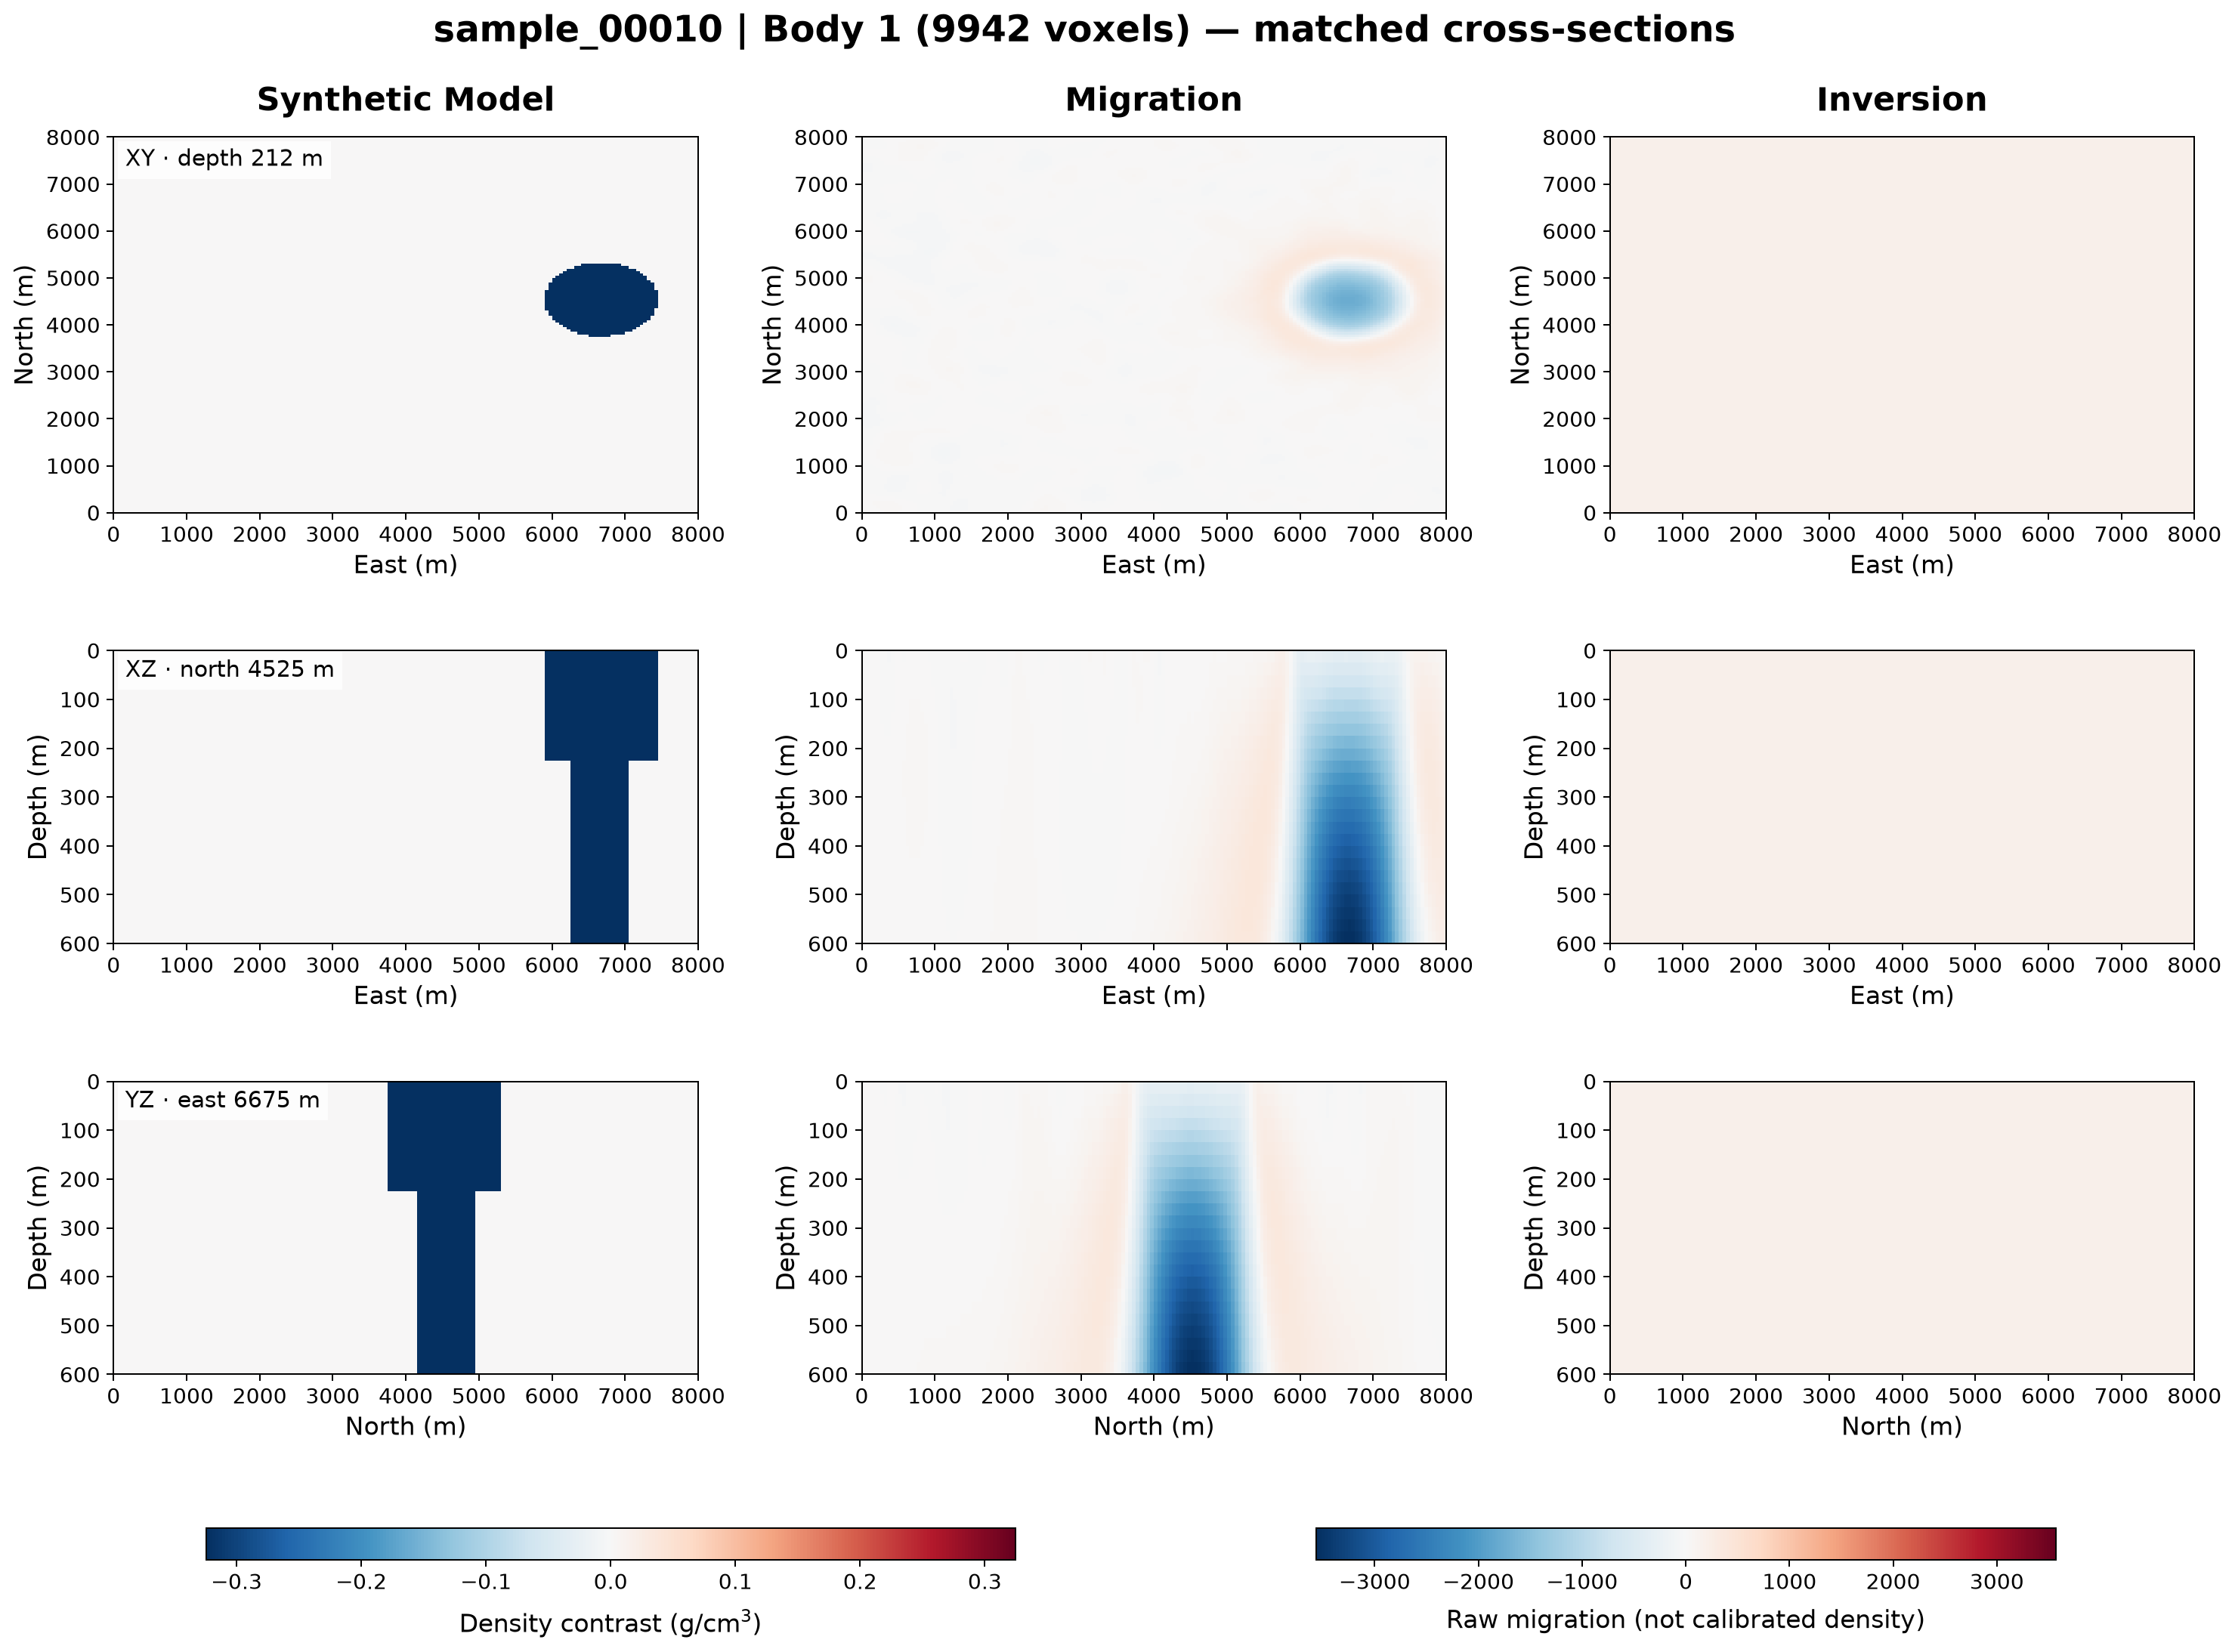 sample_00010 | Body 1 (9942 voxels) — matched cross-sections
Synthetic Model
Migration
Inversion
8000
7000
6000
5000
4000
3000
2000
1000
0
North (m)
XY · depth 212 m
0 1000 2000 3000 4000 5000 6000 7000 8000
East (m)
8000
7000
6000
5000
4000
3000
2000
1000
0
North (m)
0 1000 2000 3000 4000 5000 6000 7000 8000
East (m)
8000
7000
6000
5000
4000
3000
2000
1000
0
North (m)
0 1000 2000 3000 4000 5000 6000 7000 8000
East (m)
0
100
200
300
400
500
600
Depth (m)
XZ · north 4525 m
0 1000 2000 3000 4000 5000 6000 7000 8000
East (m)
0
100
200
300
400
500
600
Depth (m)
0 1000 2000 3000 4000 5000 6000 7000 8000
East (m)
0
100
200
300
400
500
600
Depth (m)
0 1000 2000 3000 4000 5000 6000 7000 8000
East (m)
0
100
200
300
400
500
600
Depth (m)
YZ · east 6675 m
0 1000 2000 3000 4000 5000 6000 7000 8000
North (m)
0
100
200
300
400
500
600
Depth (m)
0 1000 2000 3000 4000 5000 6000 7000 8000
North (m)
0
100
200
300
400
500
600
Depth (m)
0 1000 2000 3000 4000 5000 6000 7000 8000
North (m)
−0.3 −0.2 −0.1 0.0 0.1 0.2 0.3
Density contrast (g/cm³)
−3000 −2000 −1000 0 1000 2000 3000
Raw migration (not calibrated density)